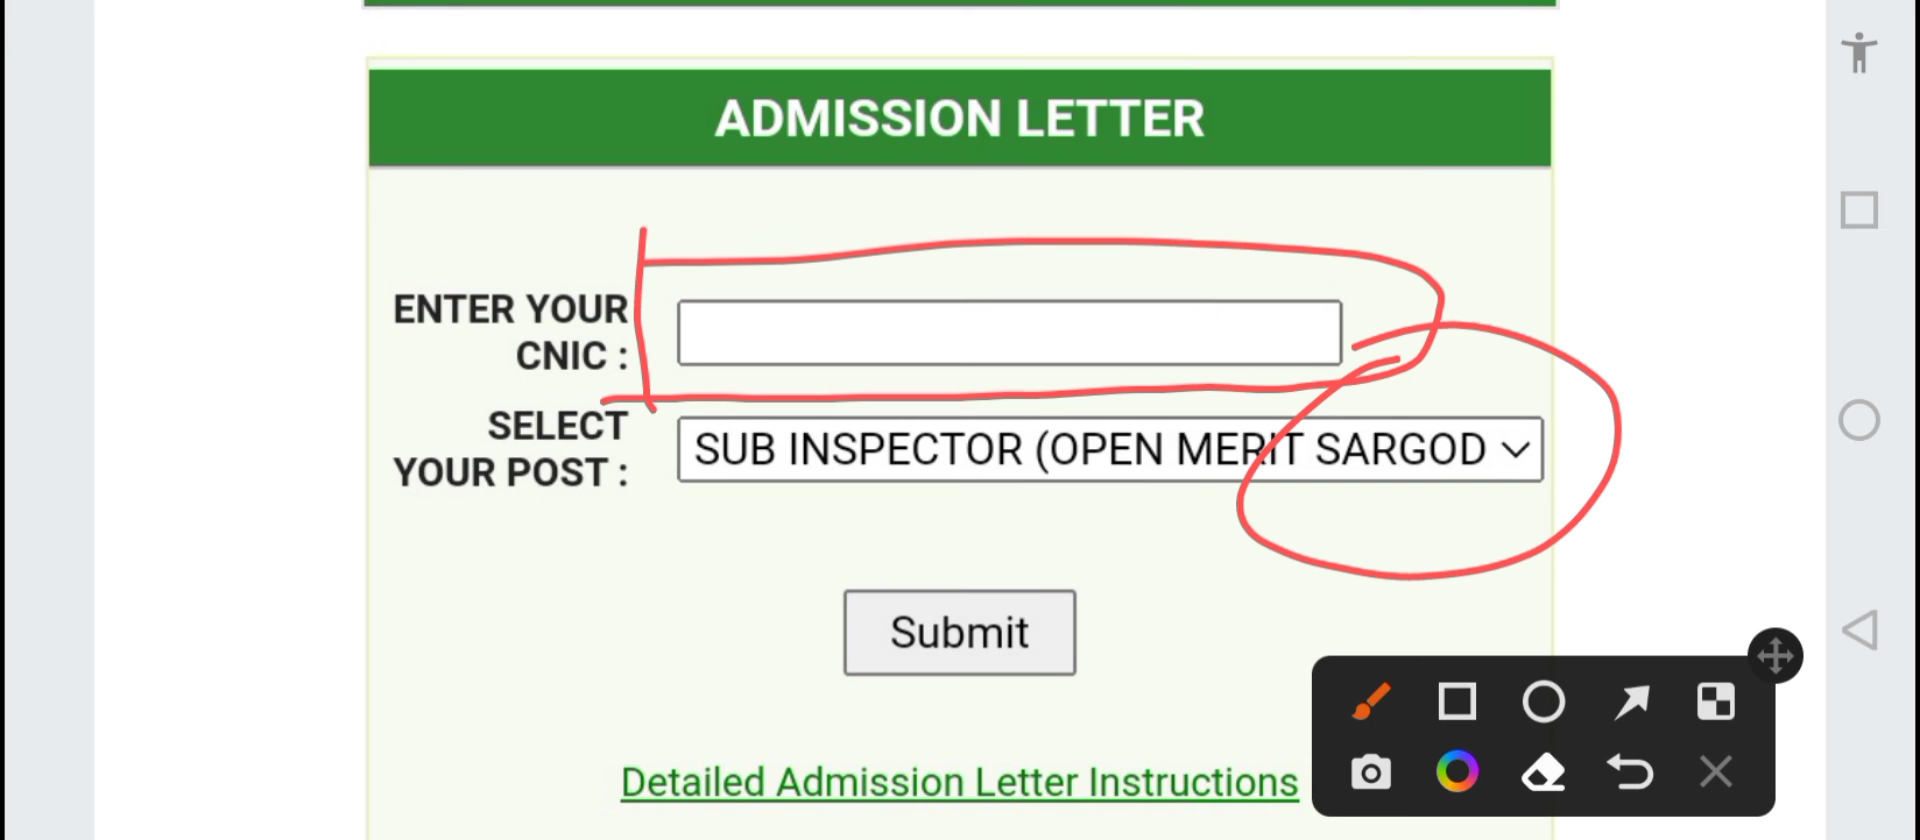 ADMISSION LETTER
ENTER YOUR
CNIC :
SELECT
YOUR POST :
SUB INSPECTOR (OPEN MERIT SARGOD
Submit
Detailed Admission Letter Instructions